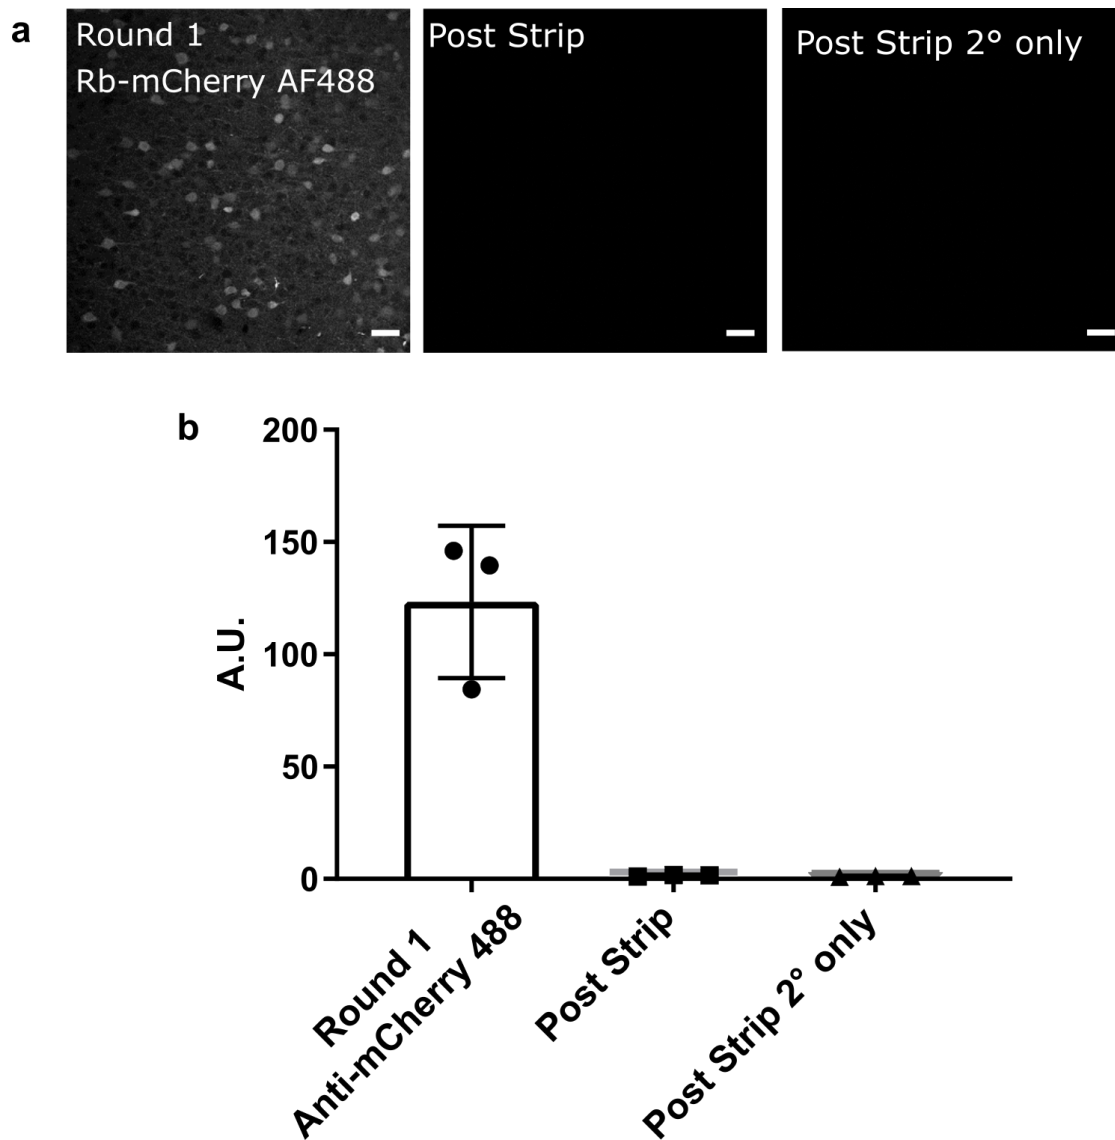 a
Round 1
Rb-mCherry AF488
Post Strip
Post Strip 2° only
b
200
150
100
50
0
A.U.
Round 1
Anti-mCherry 488
Post Strip
Post Strip 2° only